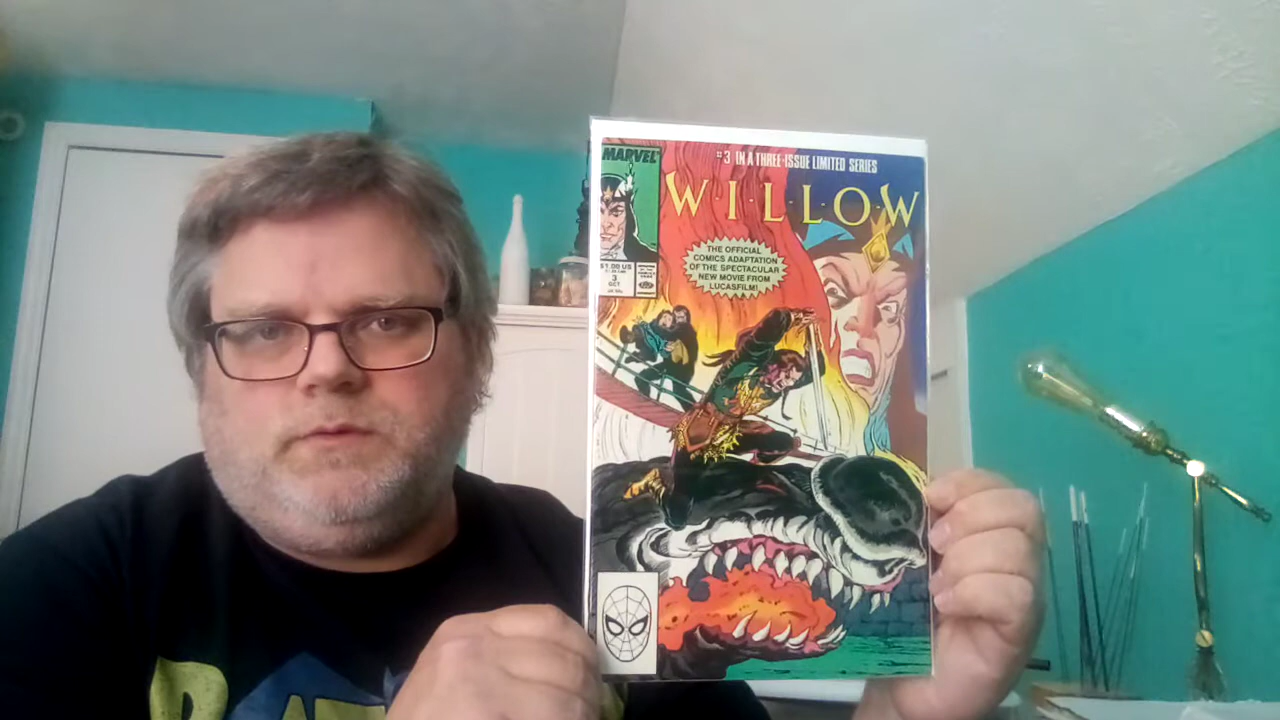 MARVEL
#3 IN A THREE-ISSUE LIMITED SERIES
WILLOW
$1.00 US
3
OCT
THE OFFICIAL
COMICS ADAPTATION
OF THE SPECTACULAR
NEW MOVIE FROM
LUCASFILM!